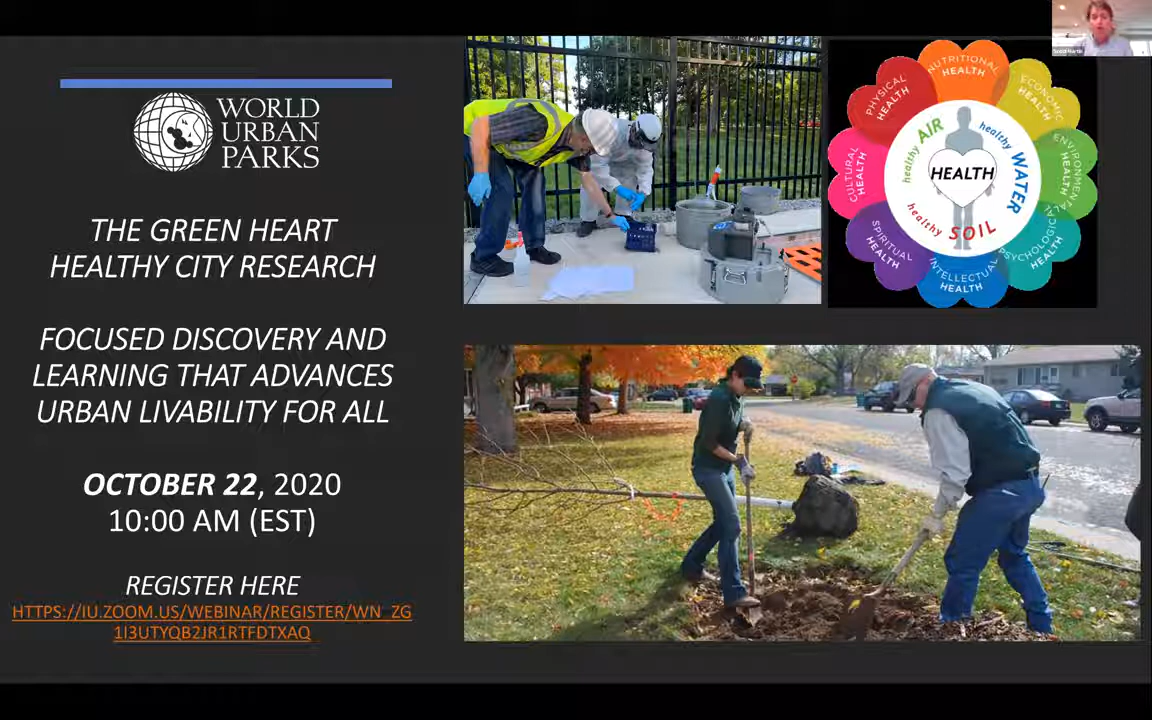 WORLD
URBAN
PARKS
THE GREEN HEART
HEALTHY CITY RESEARCH
FOCUSED DISCOVERY AND
LEARNING THAT ADVANCES
URBAN LIVABILITY FOR ALL
OCTOBER 22, 2020
10:00 AM (EST)
REGISTER HERE
HTTPS://IU.ZOOM.US/WEBINAR/REGISTER/WN_ZG
1I3UTYQB2JR1RTFDTXAQ
NUTRITIONAL
HEALTH
ECONOMIC
HEALTH
ENVIRONMENTAL
HEALTH
PSYCHOLOGICAL
HEALTH
INTELLECTUAL
HEALTH
SPIRITUAL
HEALTH
CULTURAL
HEALTH
PHYSICAL
HEALTH
healthy AIR
healthy WATER
healthy SOIL
HEALTH